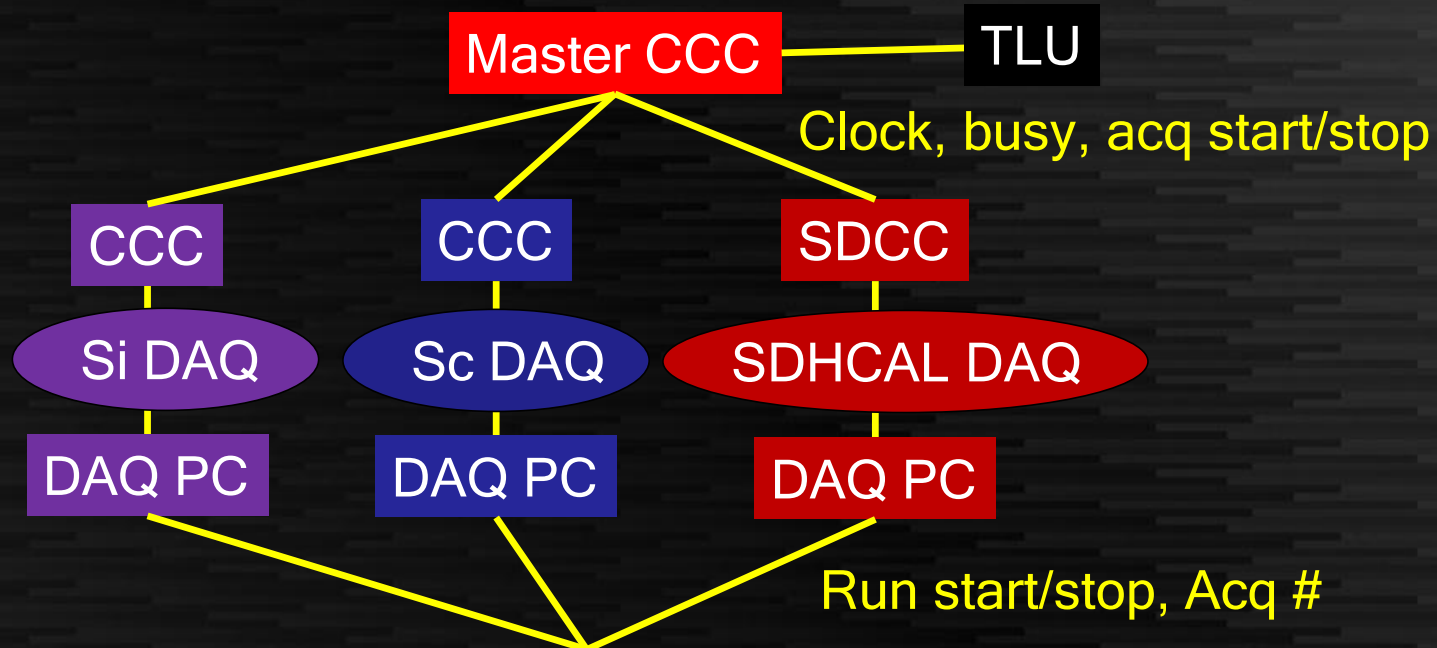 Master CCC
TLU
Clock, busy, acq start/stop
CCC
CCC
SDCC
Si DAQ
Sc DAQ
SDHCAL DAQ
DAQ PC
DAQ PC
DAQ PC
Run start/stop, Acq #